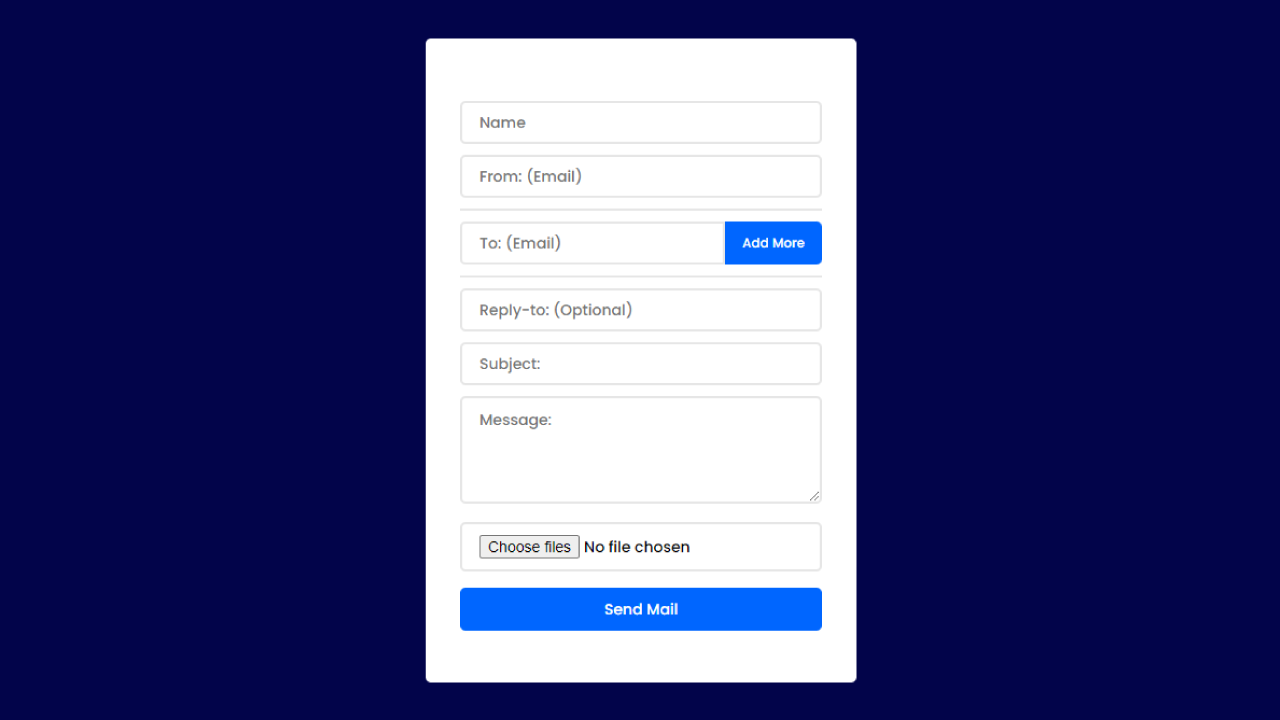 Name
From: (Email)
To: (Email) Add More
Reply-to: (Optional)
Subject:
Message:
Choose files No file chosen
Send Mail